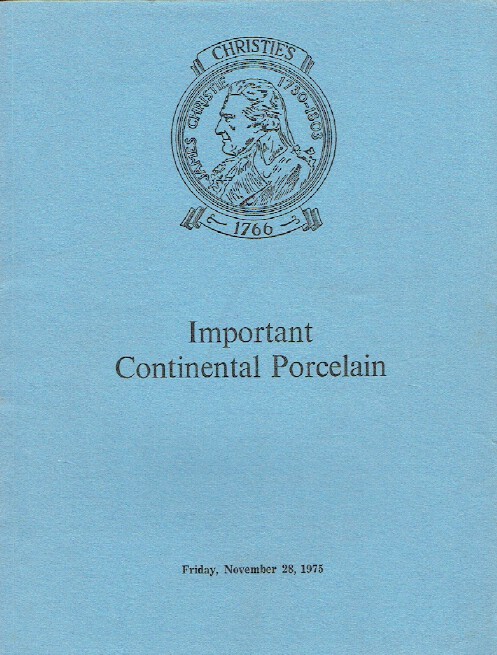 CHRISTIE'S
JAMES CHRISTIE 1730-1803
1766
Important
Continental Porcelain
Friday, November 28, 1975